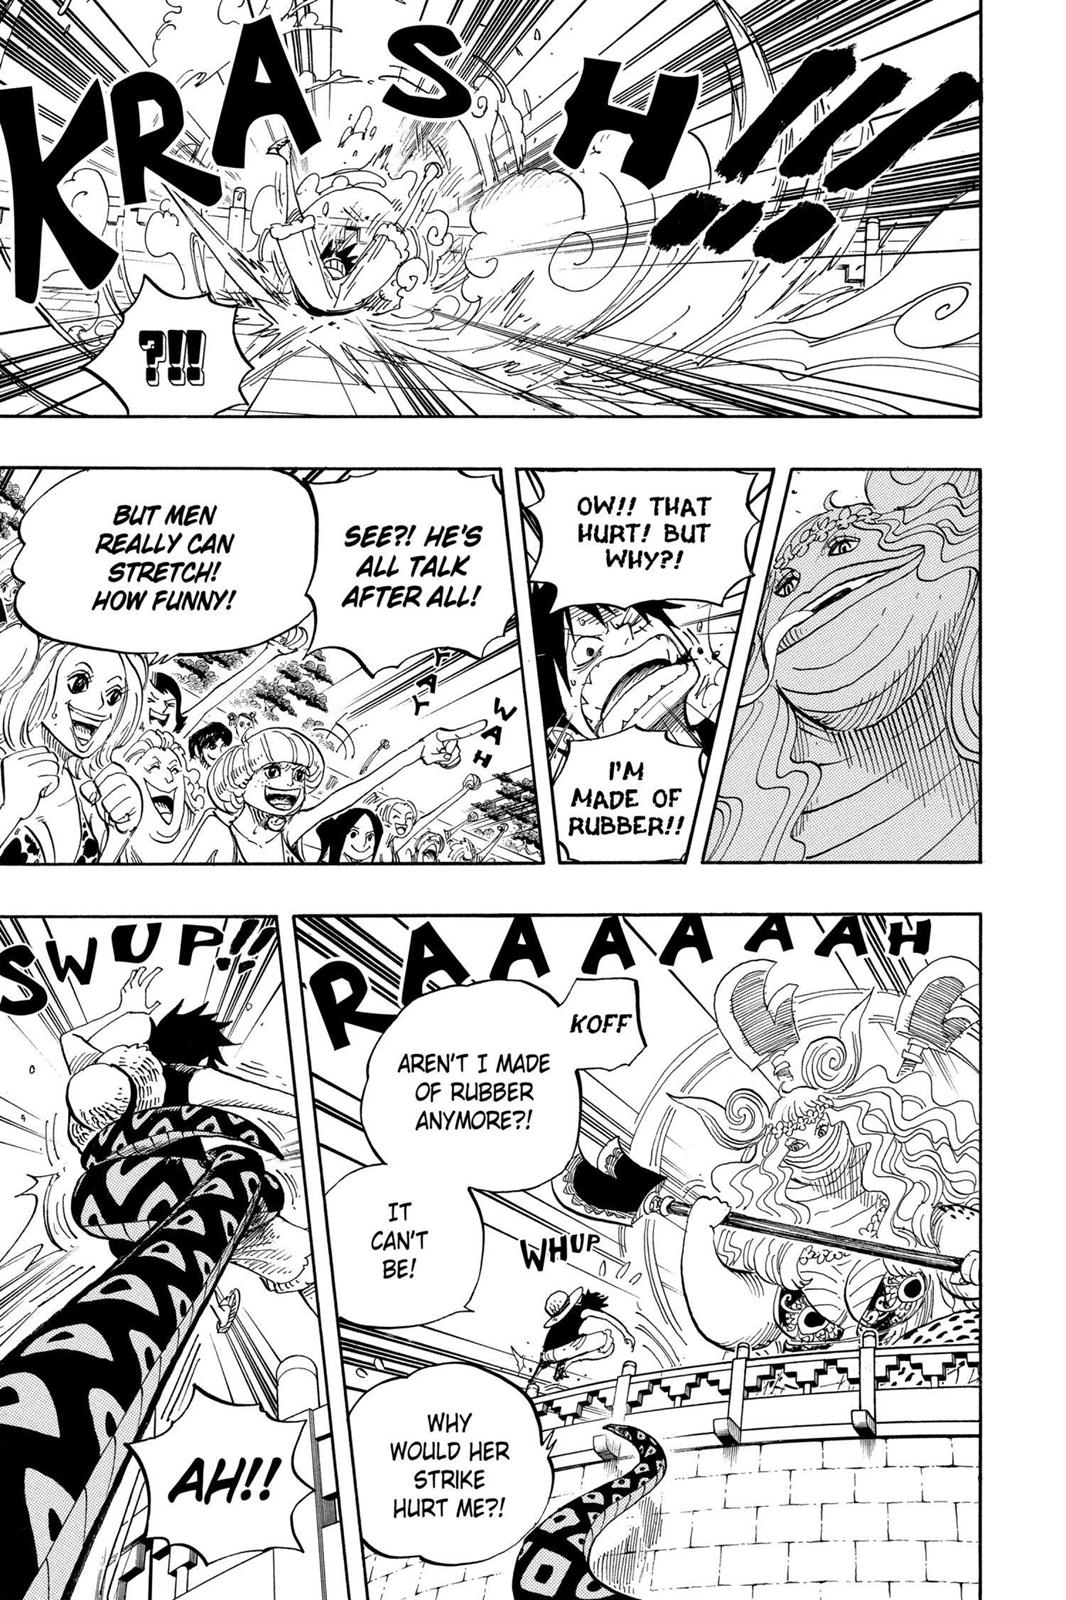 KRASH!!!
?!!
OW!! THAT
HURT! BUT
WHY?!
I'M
MADE OF
RUBBER!!
SEE?! HE'S
ALL TALK
AFTER ALL!
BUT MEN
REALLY CAN
STRETCH!
HOW FUNNY!
YAY
WAH
RAAAAAAAH
KOFF
AREN'T I MADE
OF RUBBER
ANYMORE?!
IT
CAN'T
BE!
WHUP
WHY
WOULD HER
STRIKE
HURT ME?!
SWUP!!
AH!!